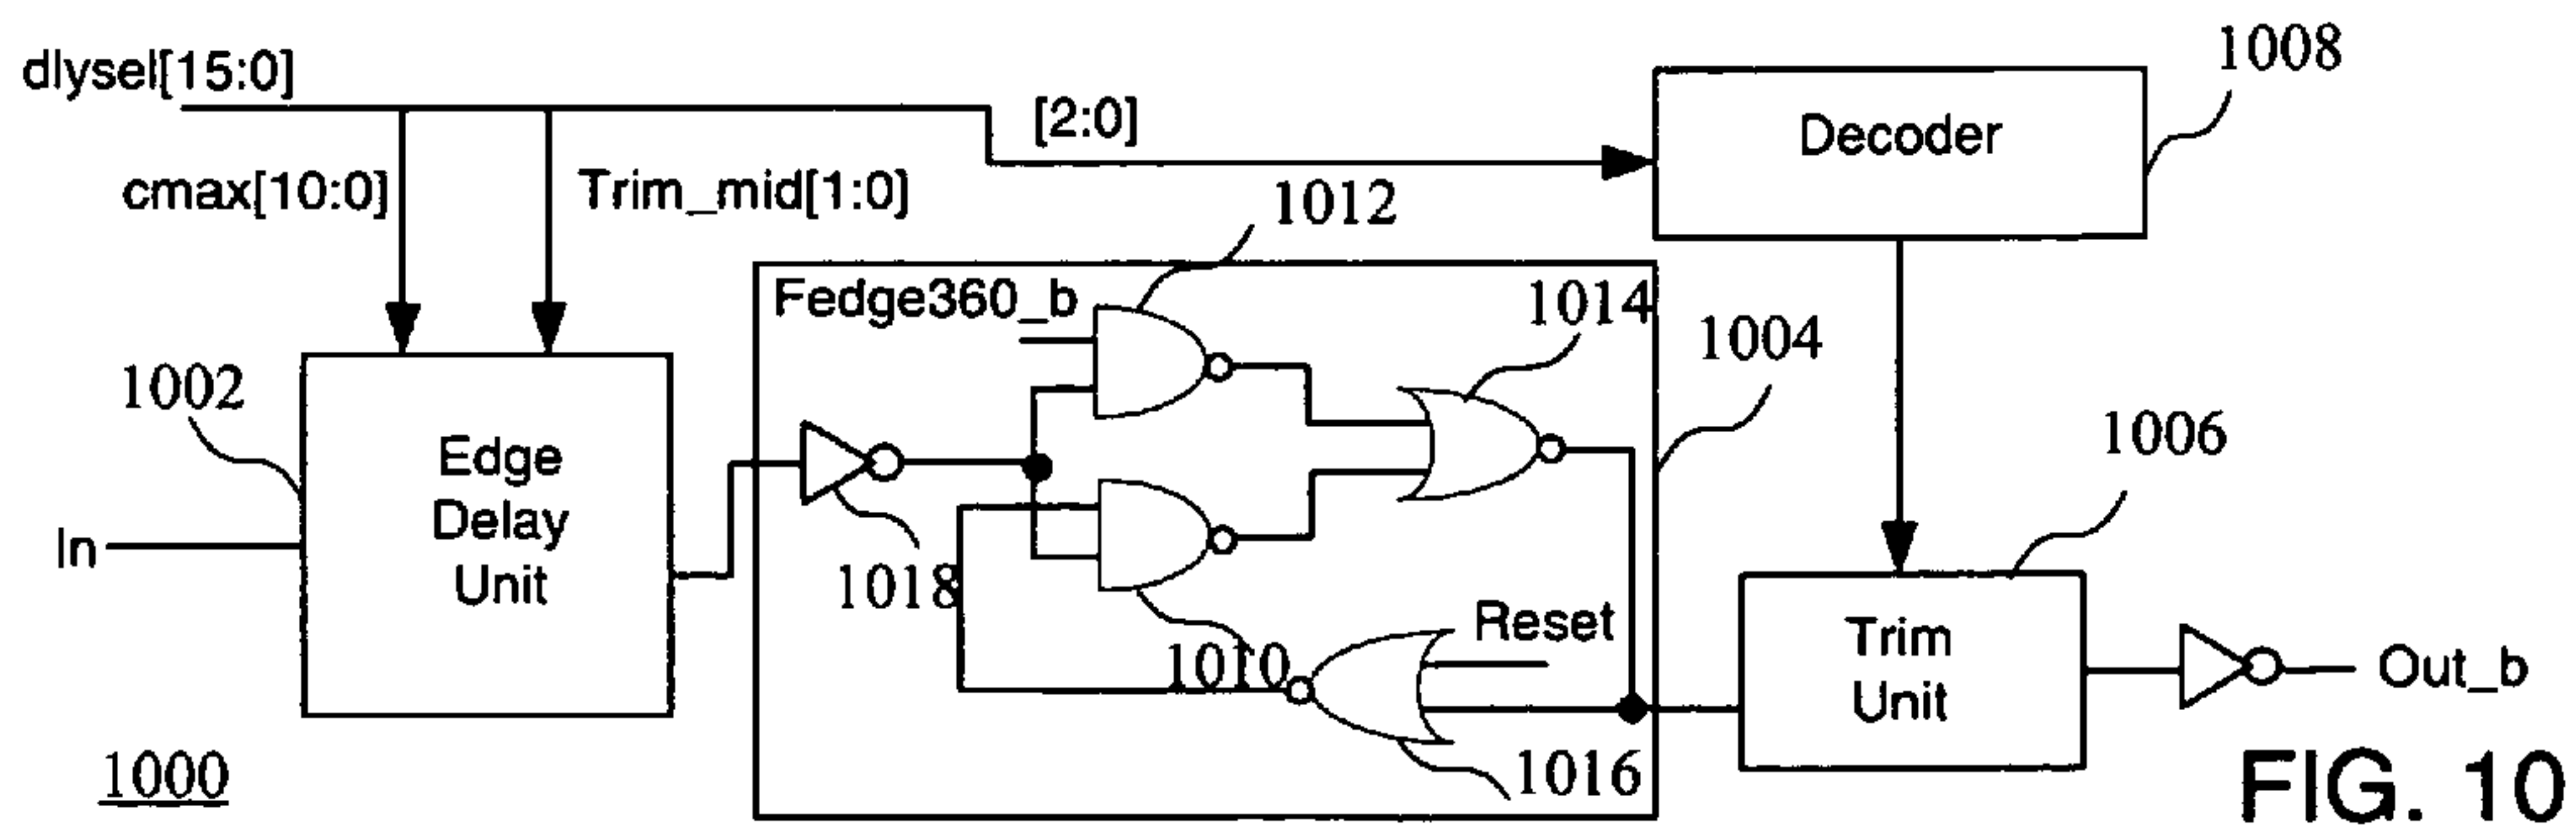 dlysel[15:0]
[2:0]
1008
Decoder
cmax[10:0]
Trim_mid[1:0]
1012
Fedge360_b
1014
1004
1002
Edge
Delay
Unit
1006
In
1018
1010
Reset
Trim
Unit
Out_b
1016
1000
FIG. 10